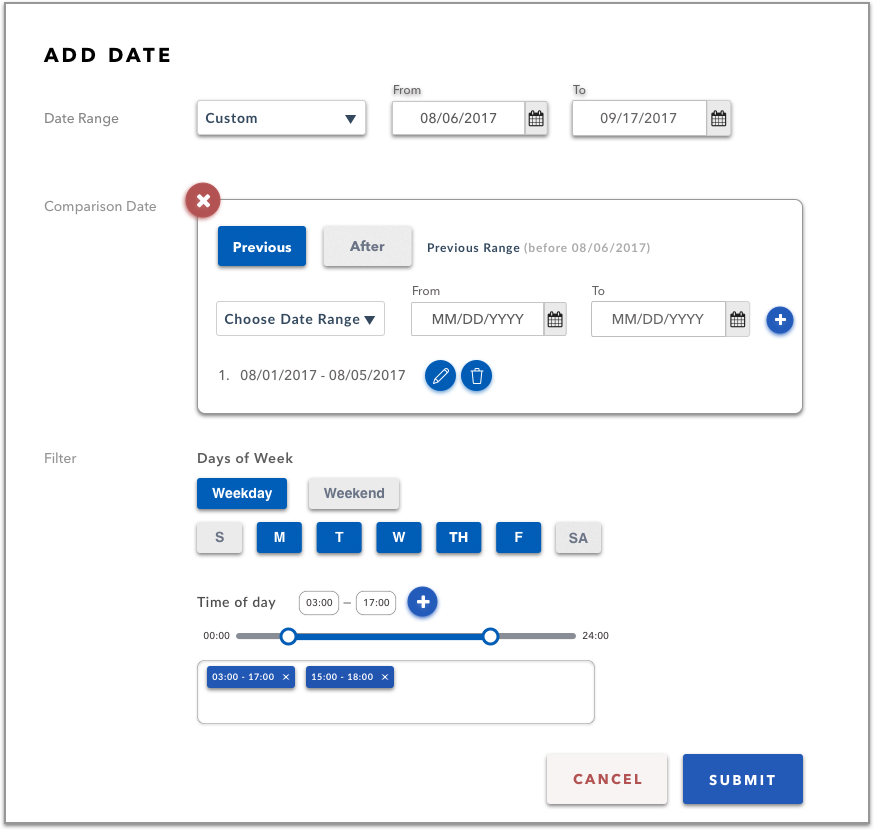 ADD DATE
From To
Date Range Custom 08/06/2017 09/17/2017
Comparison Date
Previous After Previous Range (before 08/06/2017)
From To
Choose Date Range MM/DD/YYYY MM/DD/YYYY +
1. 08/01/2017 - 08/05/2017
Filter Days of Week
Weekday Weekend
S M T W TH F SA
Time of day 03:00 – 17:00 +
00:00 24:00
03:00 - 17:00 × 15:00 - 18:00 ×
CANCEL SUBMIT